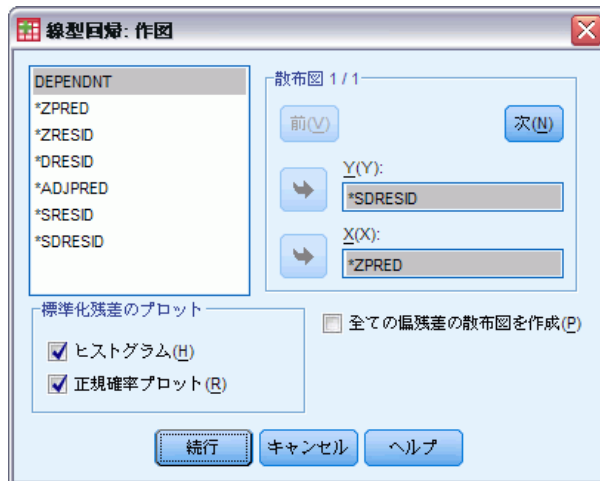 線型回帰: 作図
DEPENDNT
*ZPRED
*ZRESID
*DRESID
*ADJPRED
*SRESID
*SDRESID
散布図 1 / 1
前(V)
次(N)
Y(Y):
*SDRESID
X(X):
*ZPRED
標準化残差のプロット
ヒストグラム(H)
正規確率プロット(R)
全ての偏残差の散布図を作成(P)
続行
キャンセル
ヘルプ